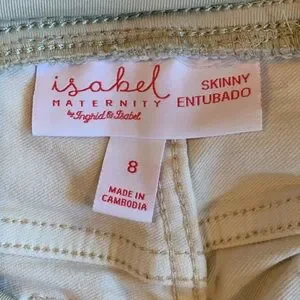 isabel
MATERNITY
by Ingrid & Isabel
SKINNY
ENTUBADO
8
MADE IN
CAMBODIA